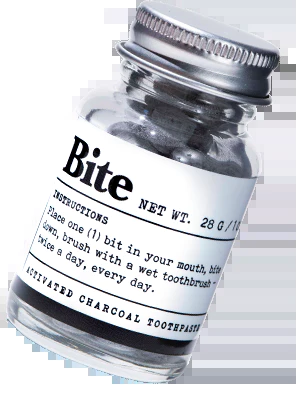 Bite
NET WT. 28 G / 1
INSTRUCTIONS
Place one (1) bit in your mouth, bite
down, brush with a wet toothbrush -
twice a day, every day.
ACTIVATED CHARCOAL TOOTHPASTE